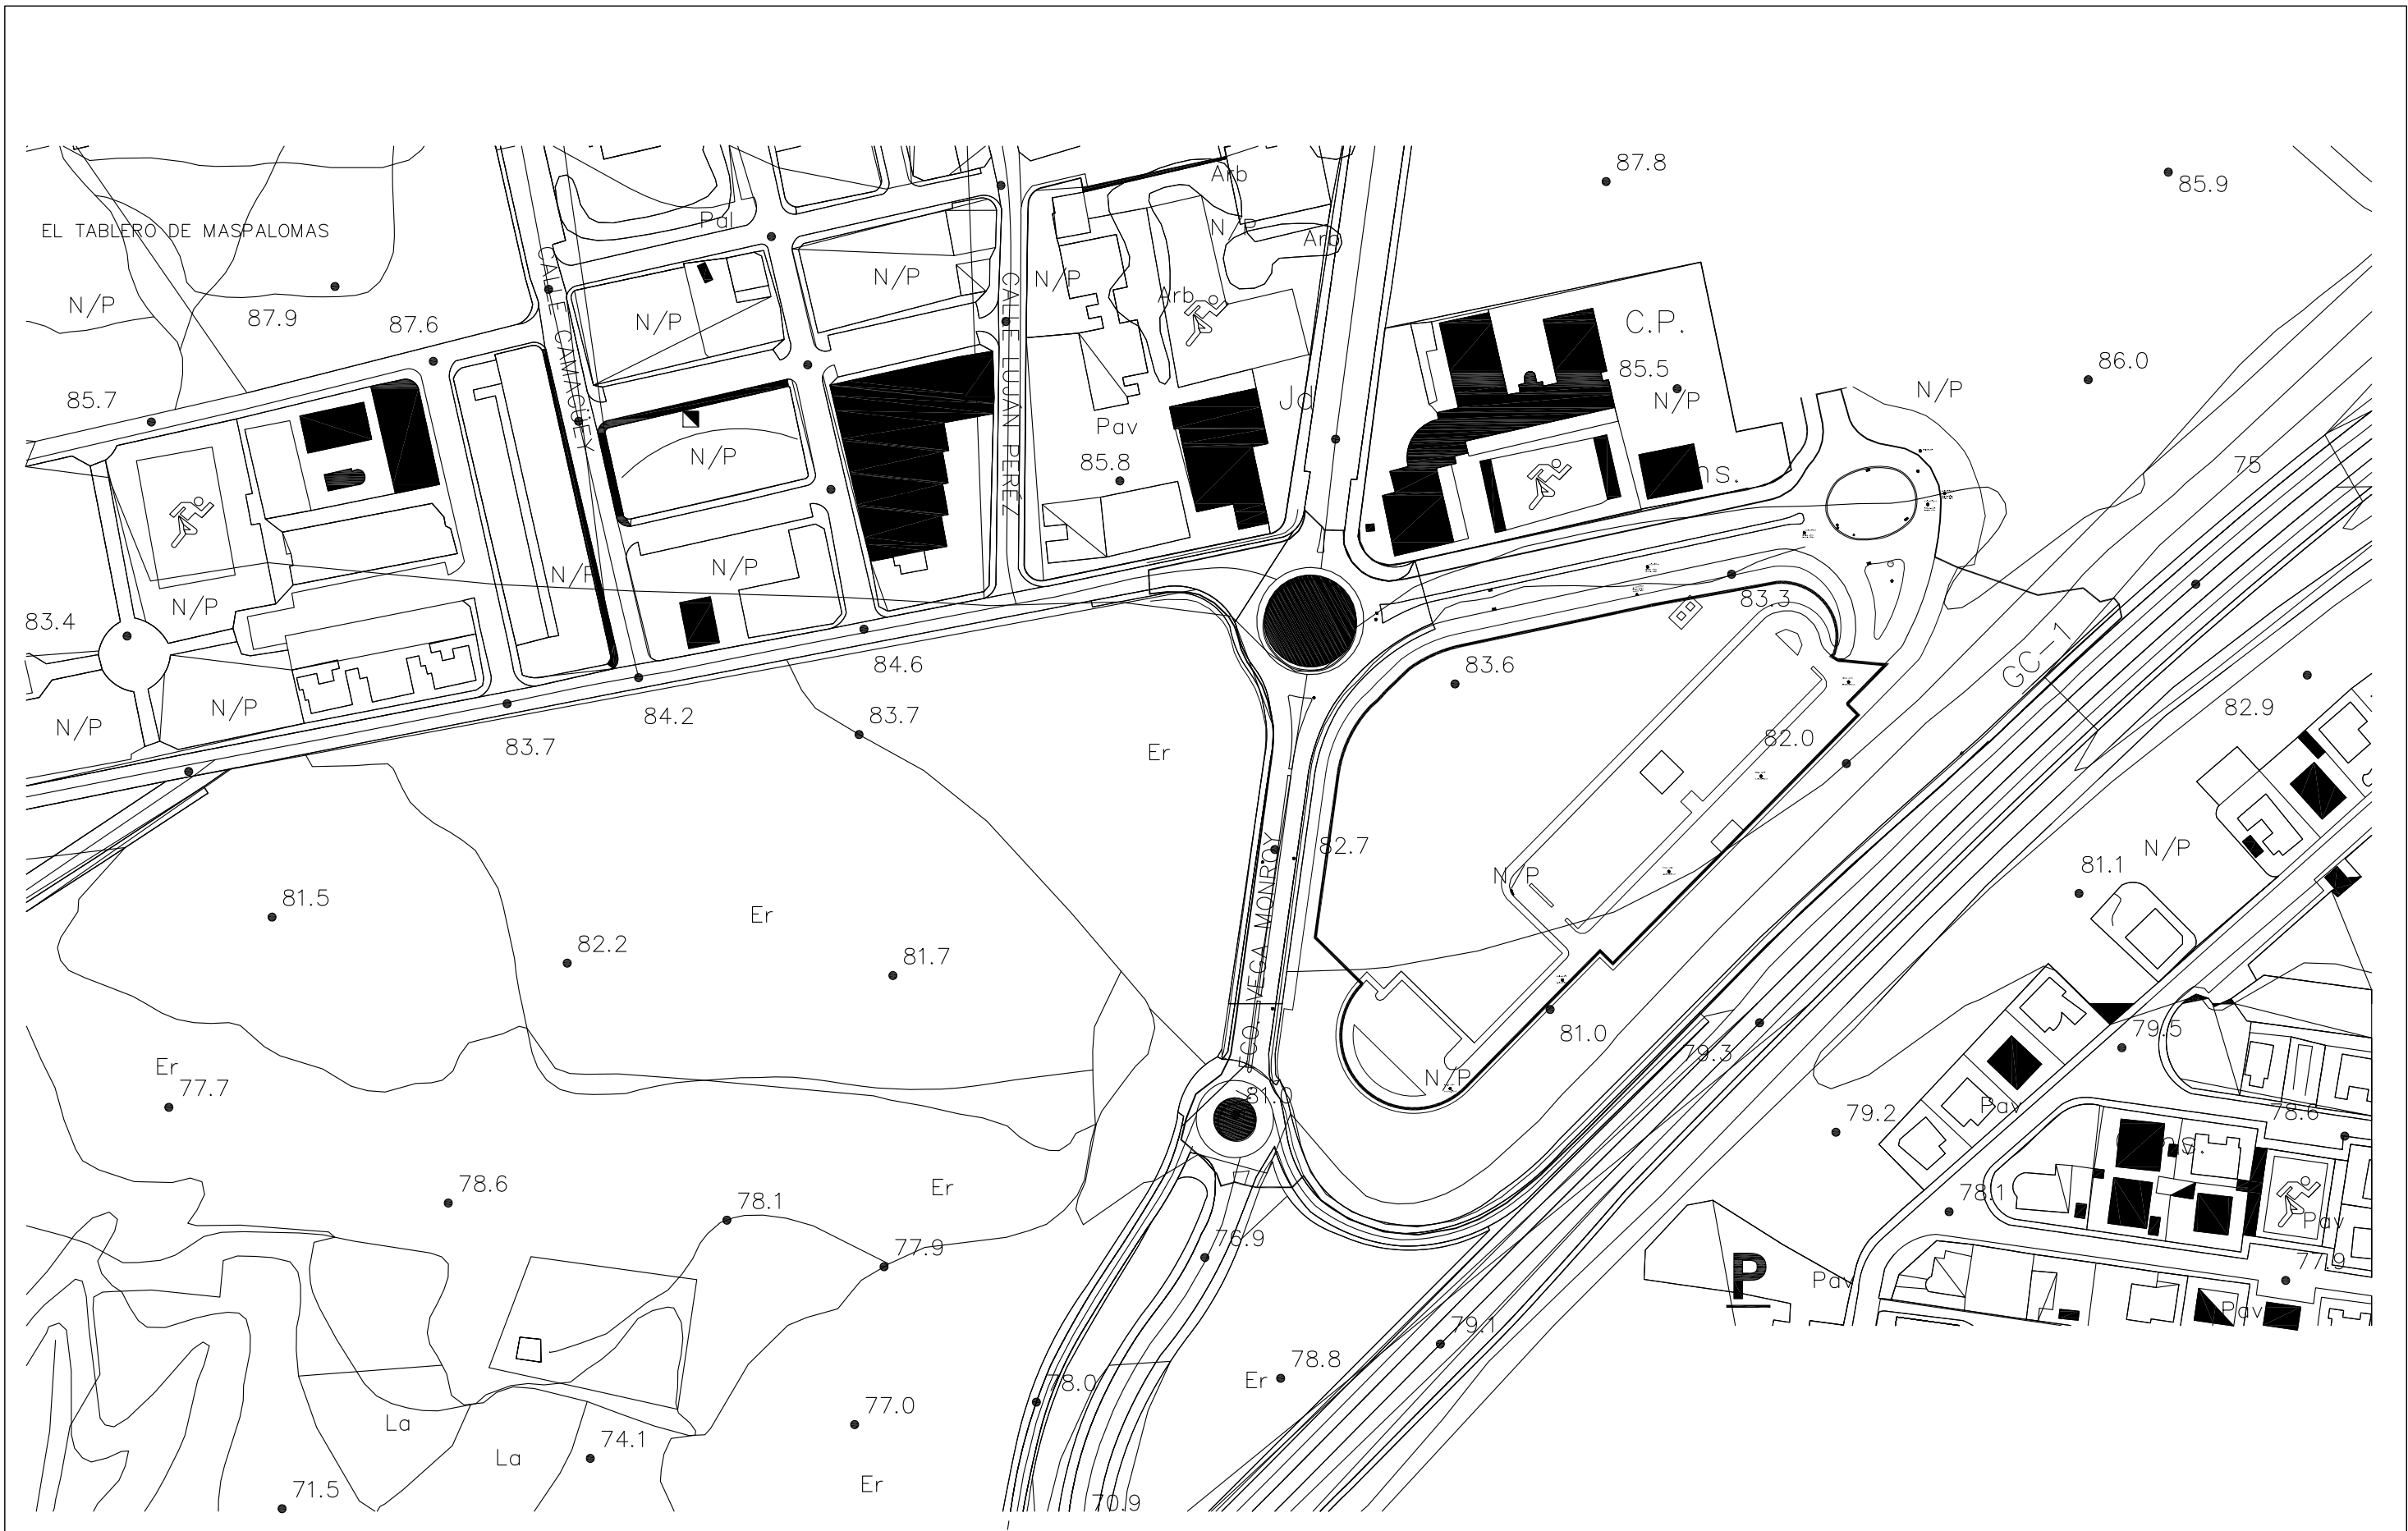 87.8
85.9
Arb
Pal
N/P
Arb
EL TABLERO DE MASPALOMAS
N/P
N/P
N/P
CALLE CAMAGÜEY
CALLE LUAN PEREZ
Arb
N/P
87.9
87.6
C.P.
85.5
86.0
85.7
N/P
N/P
Pav
N/P
85.8
75
N/P
N/P
N/P
83.3
83.4
84.6
83.6
GC-1
N/P
N/P
84.2
83.7
83.7
82.0
82.9
Er
82.7
N/P
81.1
N/P
81.5
Er
82.2
81.7
FCO. VEGA MONROY
81.0
79.3
79.5
Er
77.7
N/P
81.0
79.2
Pav
78.6
78.6
Er
78.1
78.1
Pav
77.9
76.9
77.9
Pav
P
Pav
79.1
78.8
Er
78.0
77.0
La
74.1
La
Er
71.5
70.9